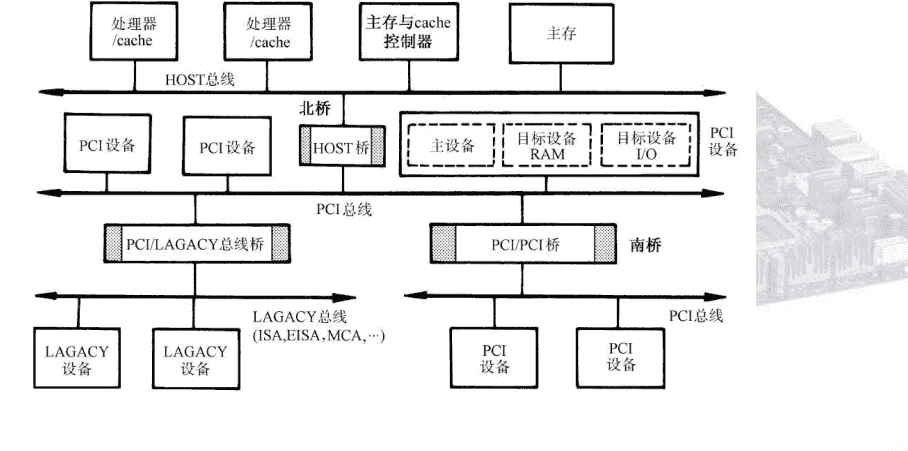 处理器
/cache
处理器
/cache
主存与cache
控制器
主存
HOST总线
北桥
PCI设备
PCI设备
HOST桥
主设备
目标设备
RAM
目标设备
I/O
PCI
设备
PCI总线
PCI/LAGACY总线桥
PCI/PCI桥
南桥
LAGACY总线
(ISA,EISA,MCA,…)
PCI总线
LAGACY
设备
LAGACY
设备
PCI
设备
PCI
设备